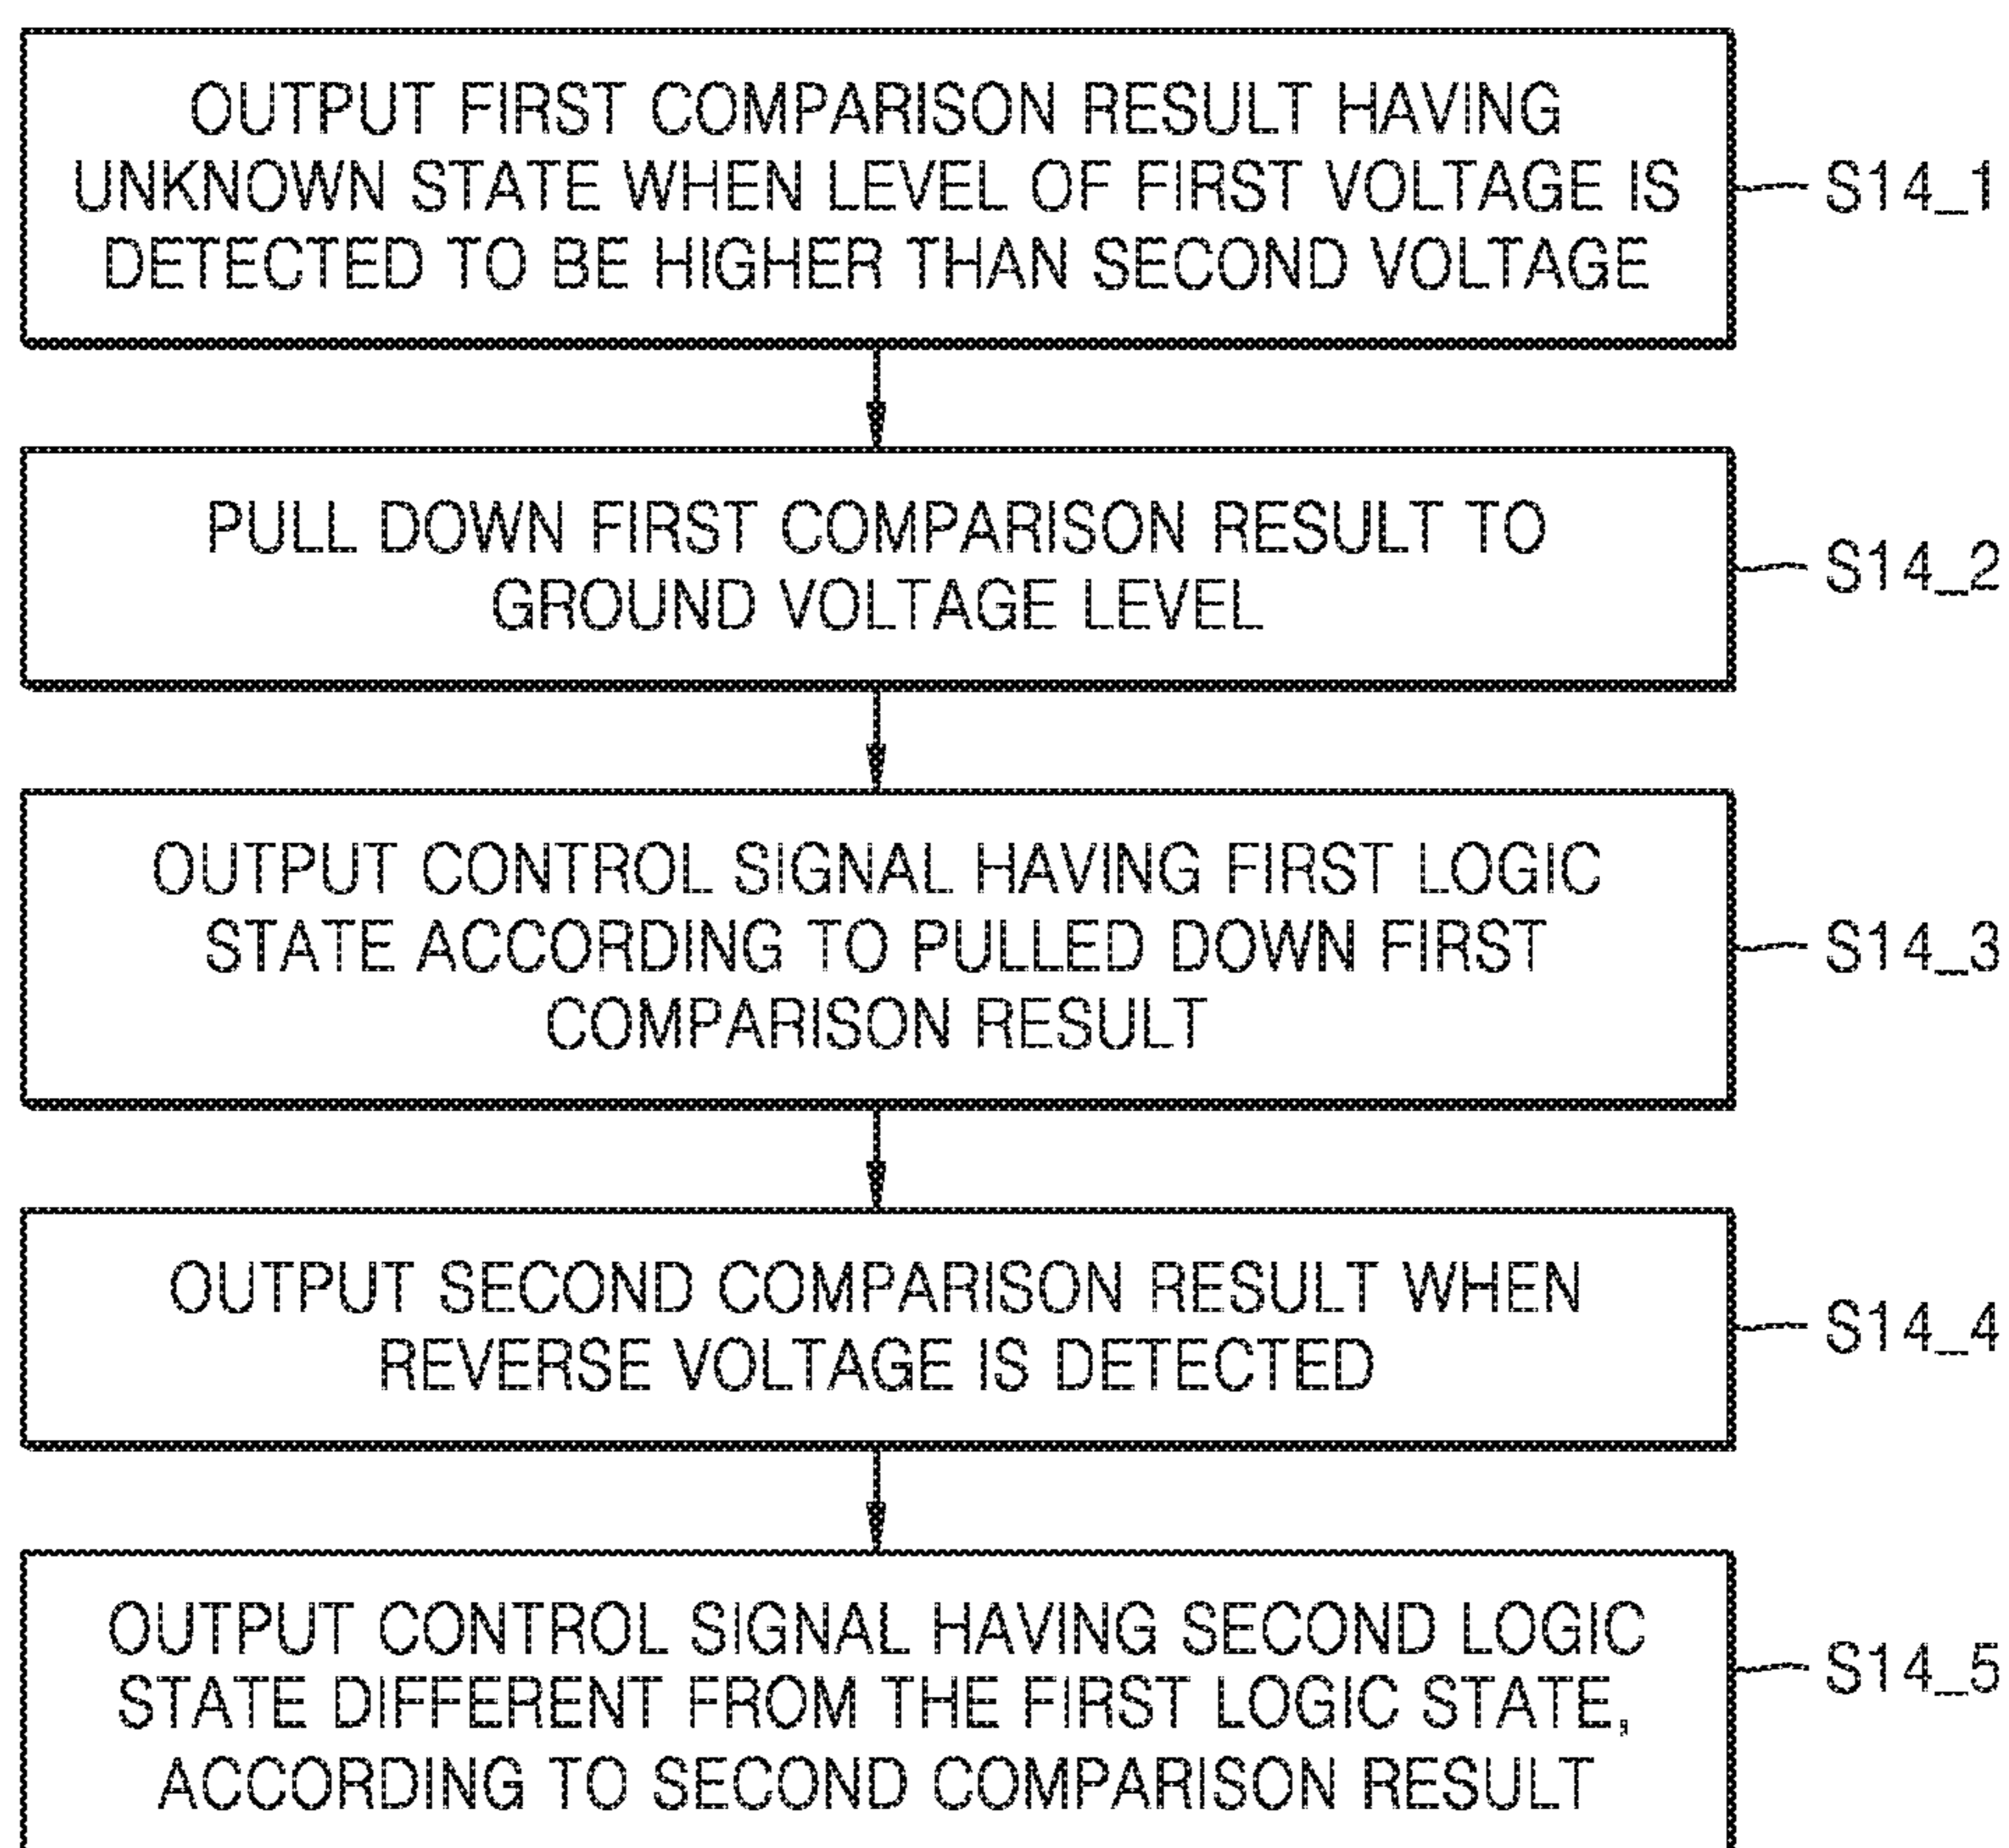 OUTPUT FIRST COMPARISON RESULT HAVING
UNKNOWN STATE WHEN LEVEL OF FIRST VOLTAGE IS
DETECTED TO BE HIGHER THAN SECOND VOLTAGE
S14_1
PULL DOWN FIRST COMPARISON RESULT TO
GROUND VOLTAGE LEVEL
S14_2
OUTPUT CONTROL SIGNAL HAVING FIRST LOGIC
STATE ACCORDING TO PULLED DOWN FIRST
COMPARISON RESULT
S14_3
OUTPUT SECOND COMPARISON RESULT WHEN
REVERSE VOLTAGE IS DETECTED
S14_4
OUTPUT CONTROL SIGNAL HAVING SECOND LOGIC
STATE DIFFERENT FROM THE FIRST LOGIC STATE,
ACCORDING TO SECOND COMPARISON RESULT
S14_5